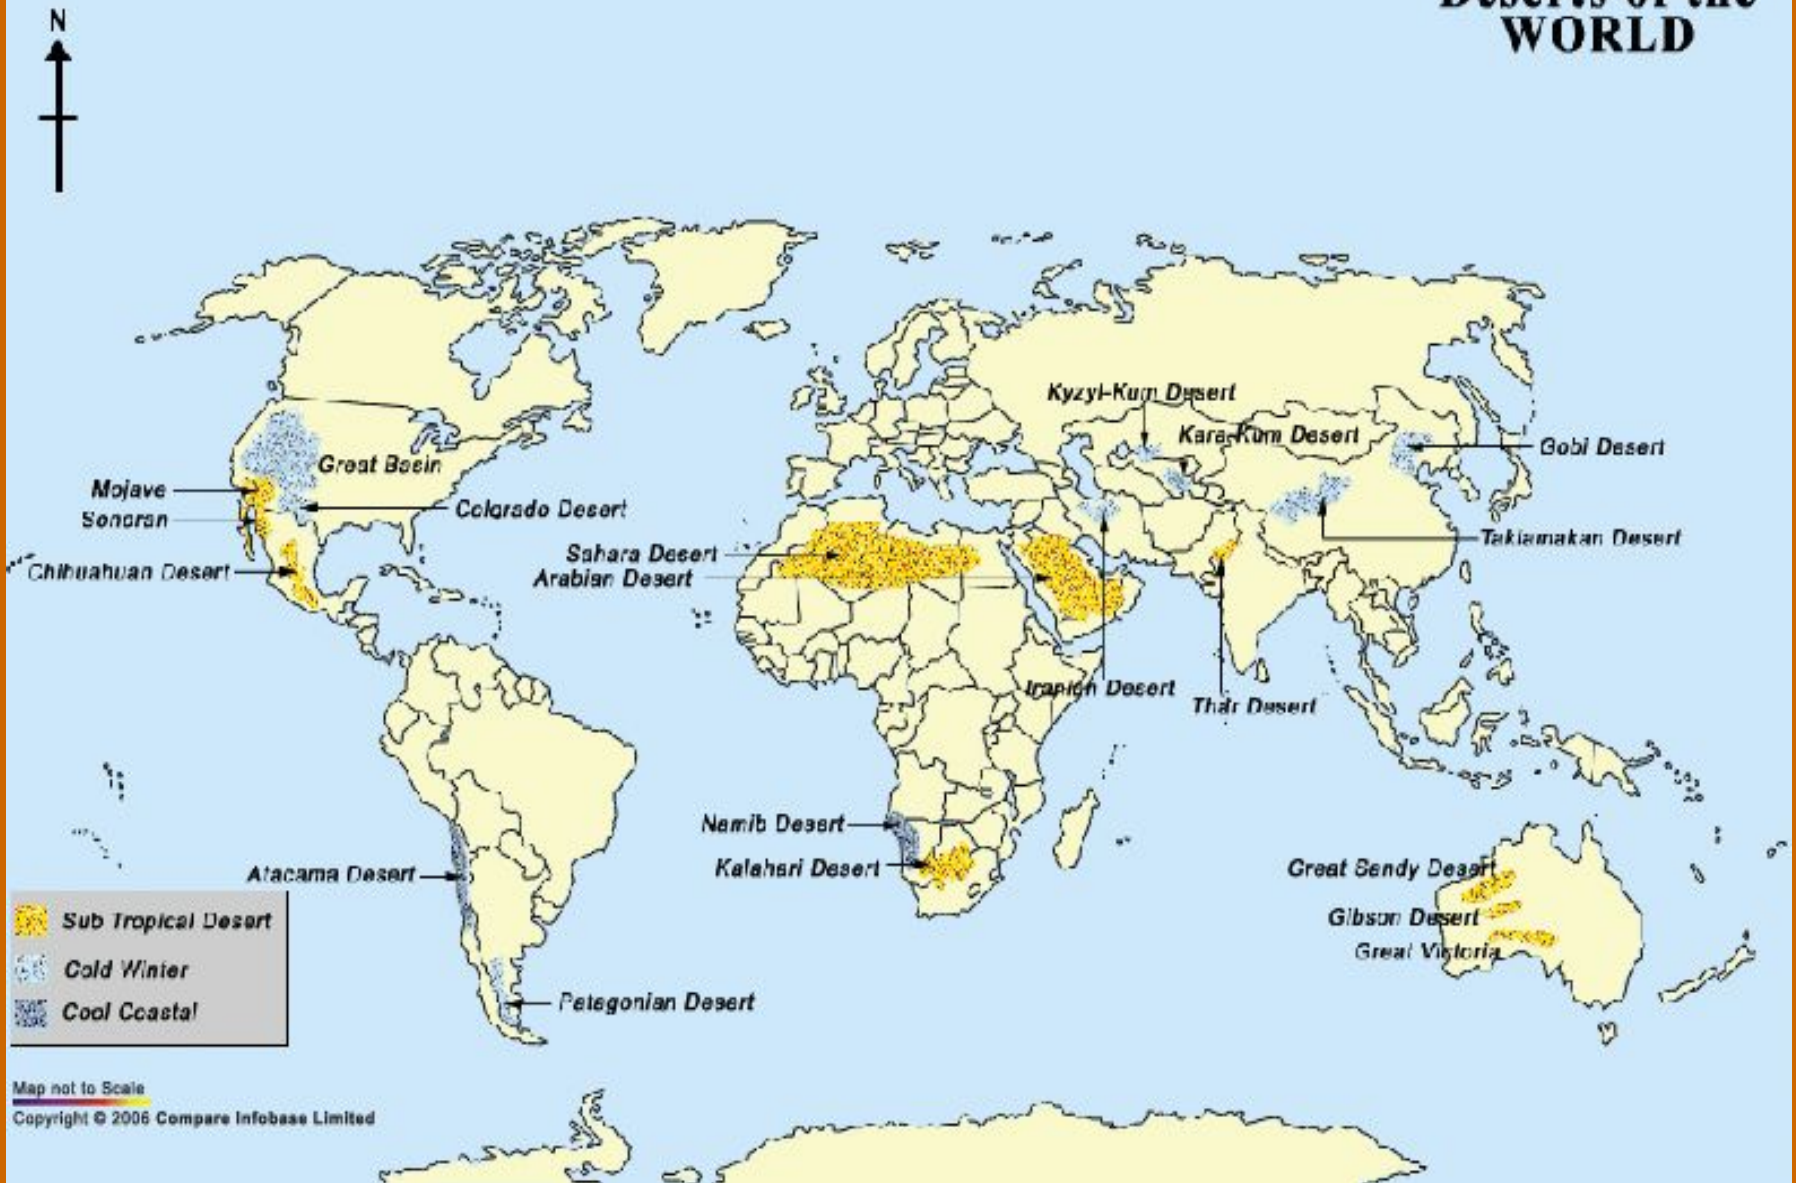 N
Deserts of the
WORLD
Kyzyl-Kum Desert
Kara-Kum Desert
Gobi Desert
Great Basin
Mojave
Colorado Desert
Sonoran
Taklamakan Desert
Sahara Desert
Arabian Desert
Chihuahuan Desert
Iranian Desert
Thar Desert
Namib Desert
Kalahari Desert
Atacama Desert
Great Sandy Desert
Gibson Desert
Great Victoria
Patagonian Desert
Sub Tropical Desert
Cold Winter
Cool Coastal
Map not to Scale
Copyright © 2006 Compare Infobase Limited